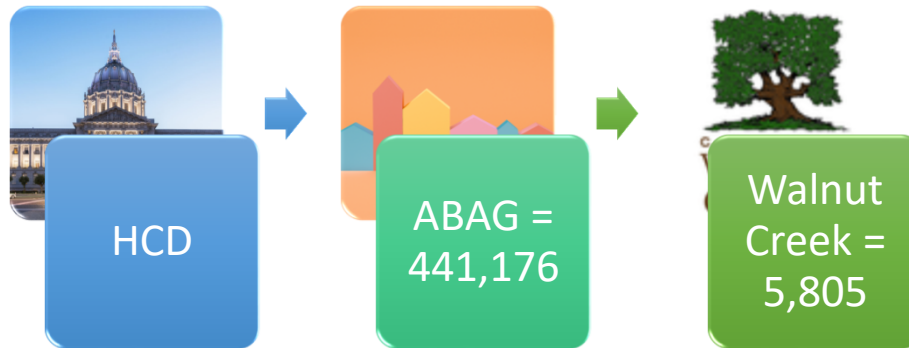 HCD
ABAG =
441,176
Walnut
Creek =
5,805